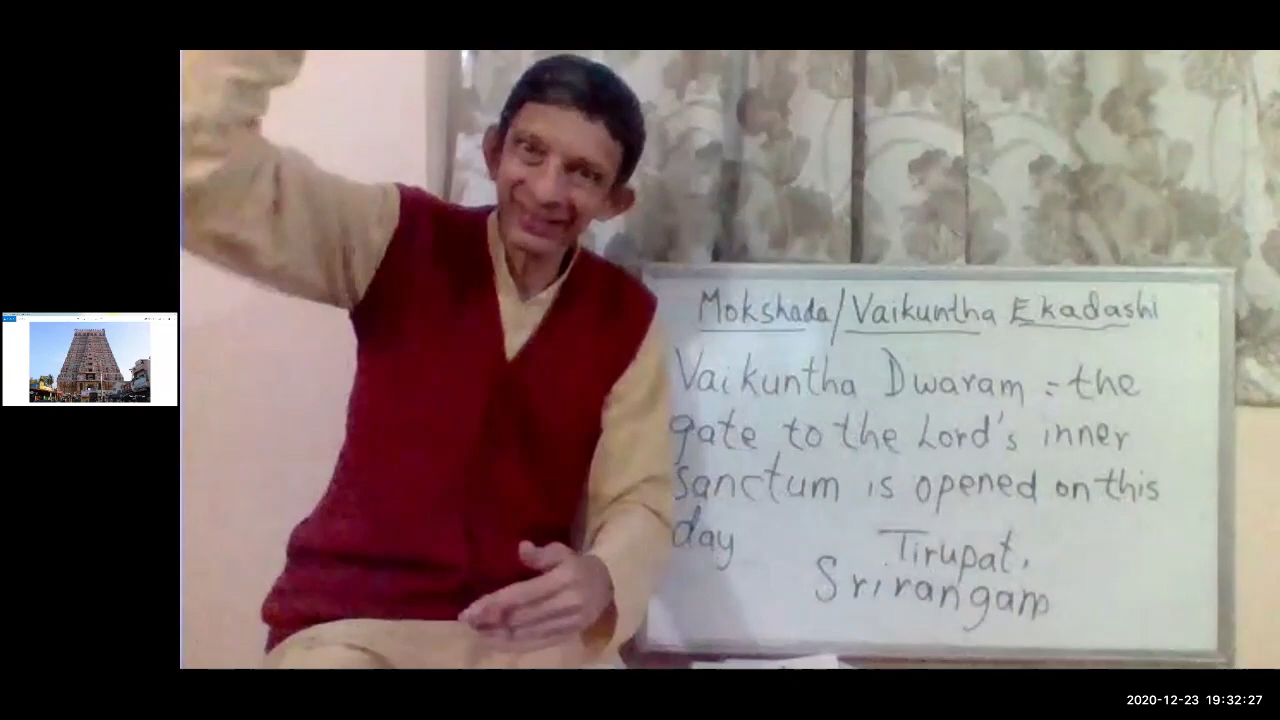 Mokshada/Vaikuntha Ekadashi
Vaikuntha Dwaram = the
gate to the Lord's inner
sanctum is opened on this
day
Tirupati
Srirangam
2020-12-23 19:32:27